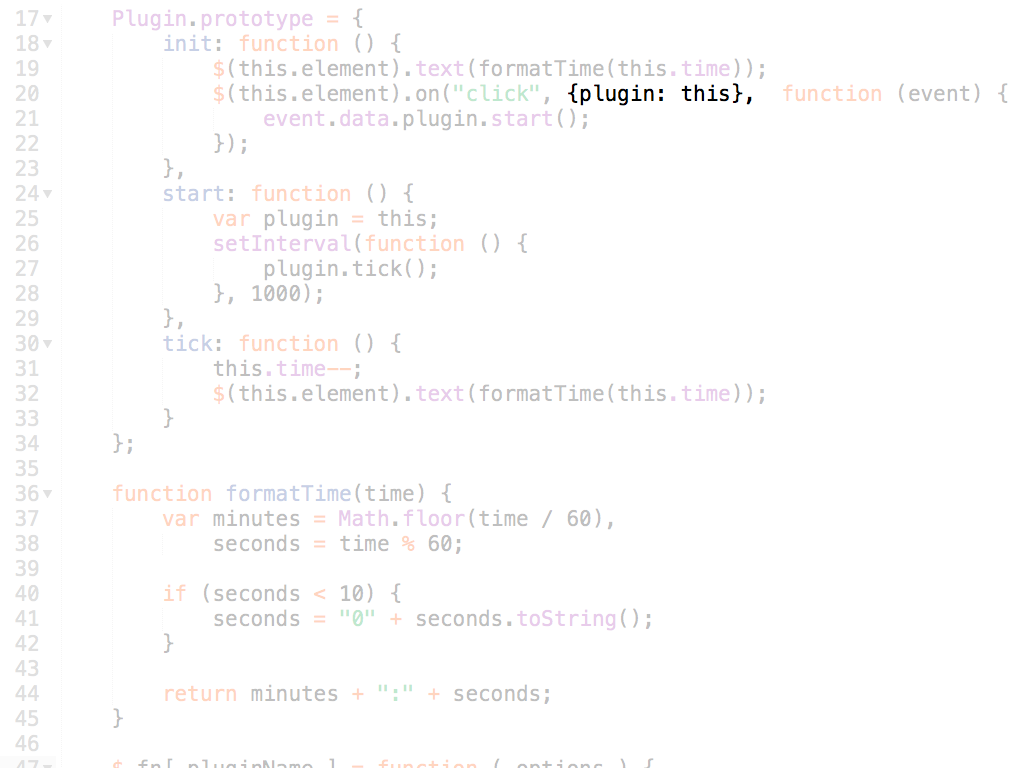 17 Plugin.prototype = {
18 init: function () {
19 $(this.element).text(formatTime(this.time));
20 $(this.element).on("click", {plugin: this},  function (event) {
21 event.data.plugin.start();
22 });
23 },
24 start: function () {
25 var plugin = this;
26 setInterval(function () {
27 plugin.tick();
28 }, 1000);
29 },
30 tick: function () {
31 this.time--;
32 $(this.element).text(formatTime(this.time));
33 }
34 };
35
36 function formatTime(time) {
37 var minutes = Math.floor(time / 60),
38 seconds = time % 60;
39
40 if (seconds < 10) {
41 seconds = "0" + seconds.toString();
42 }
43
44 return minutes + ":" + seconds;
45 }
46
47 $.fn[ pluginName ] = function ( options ) {